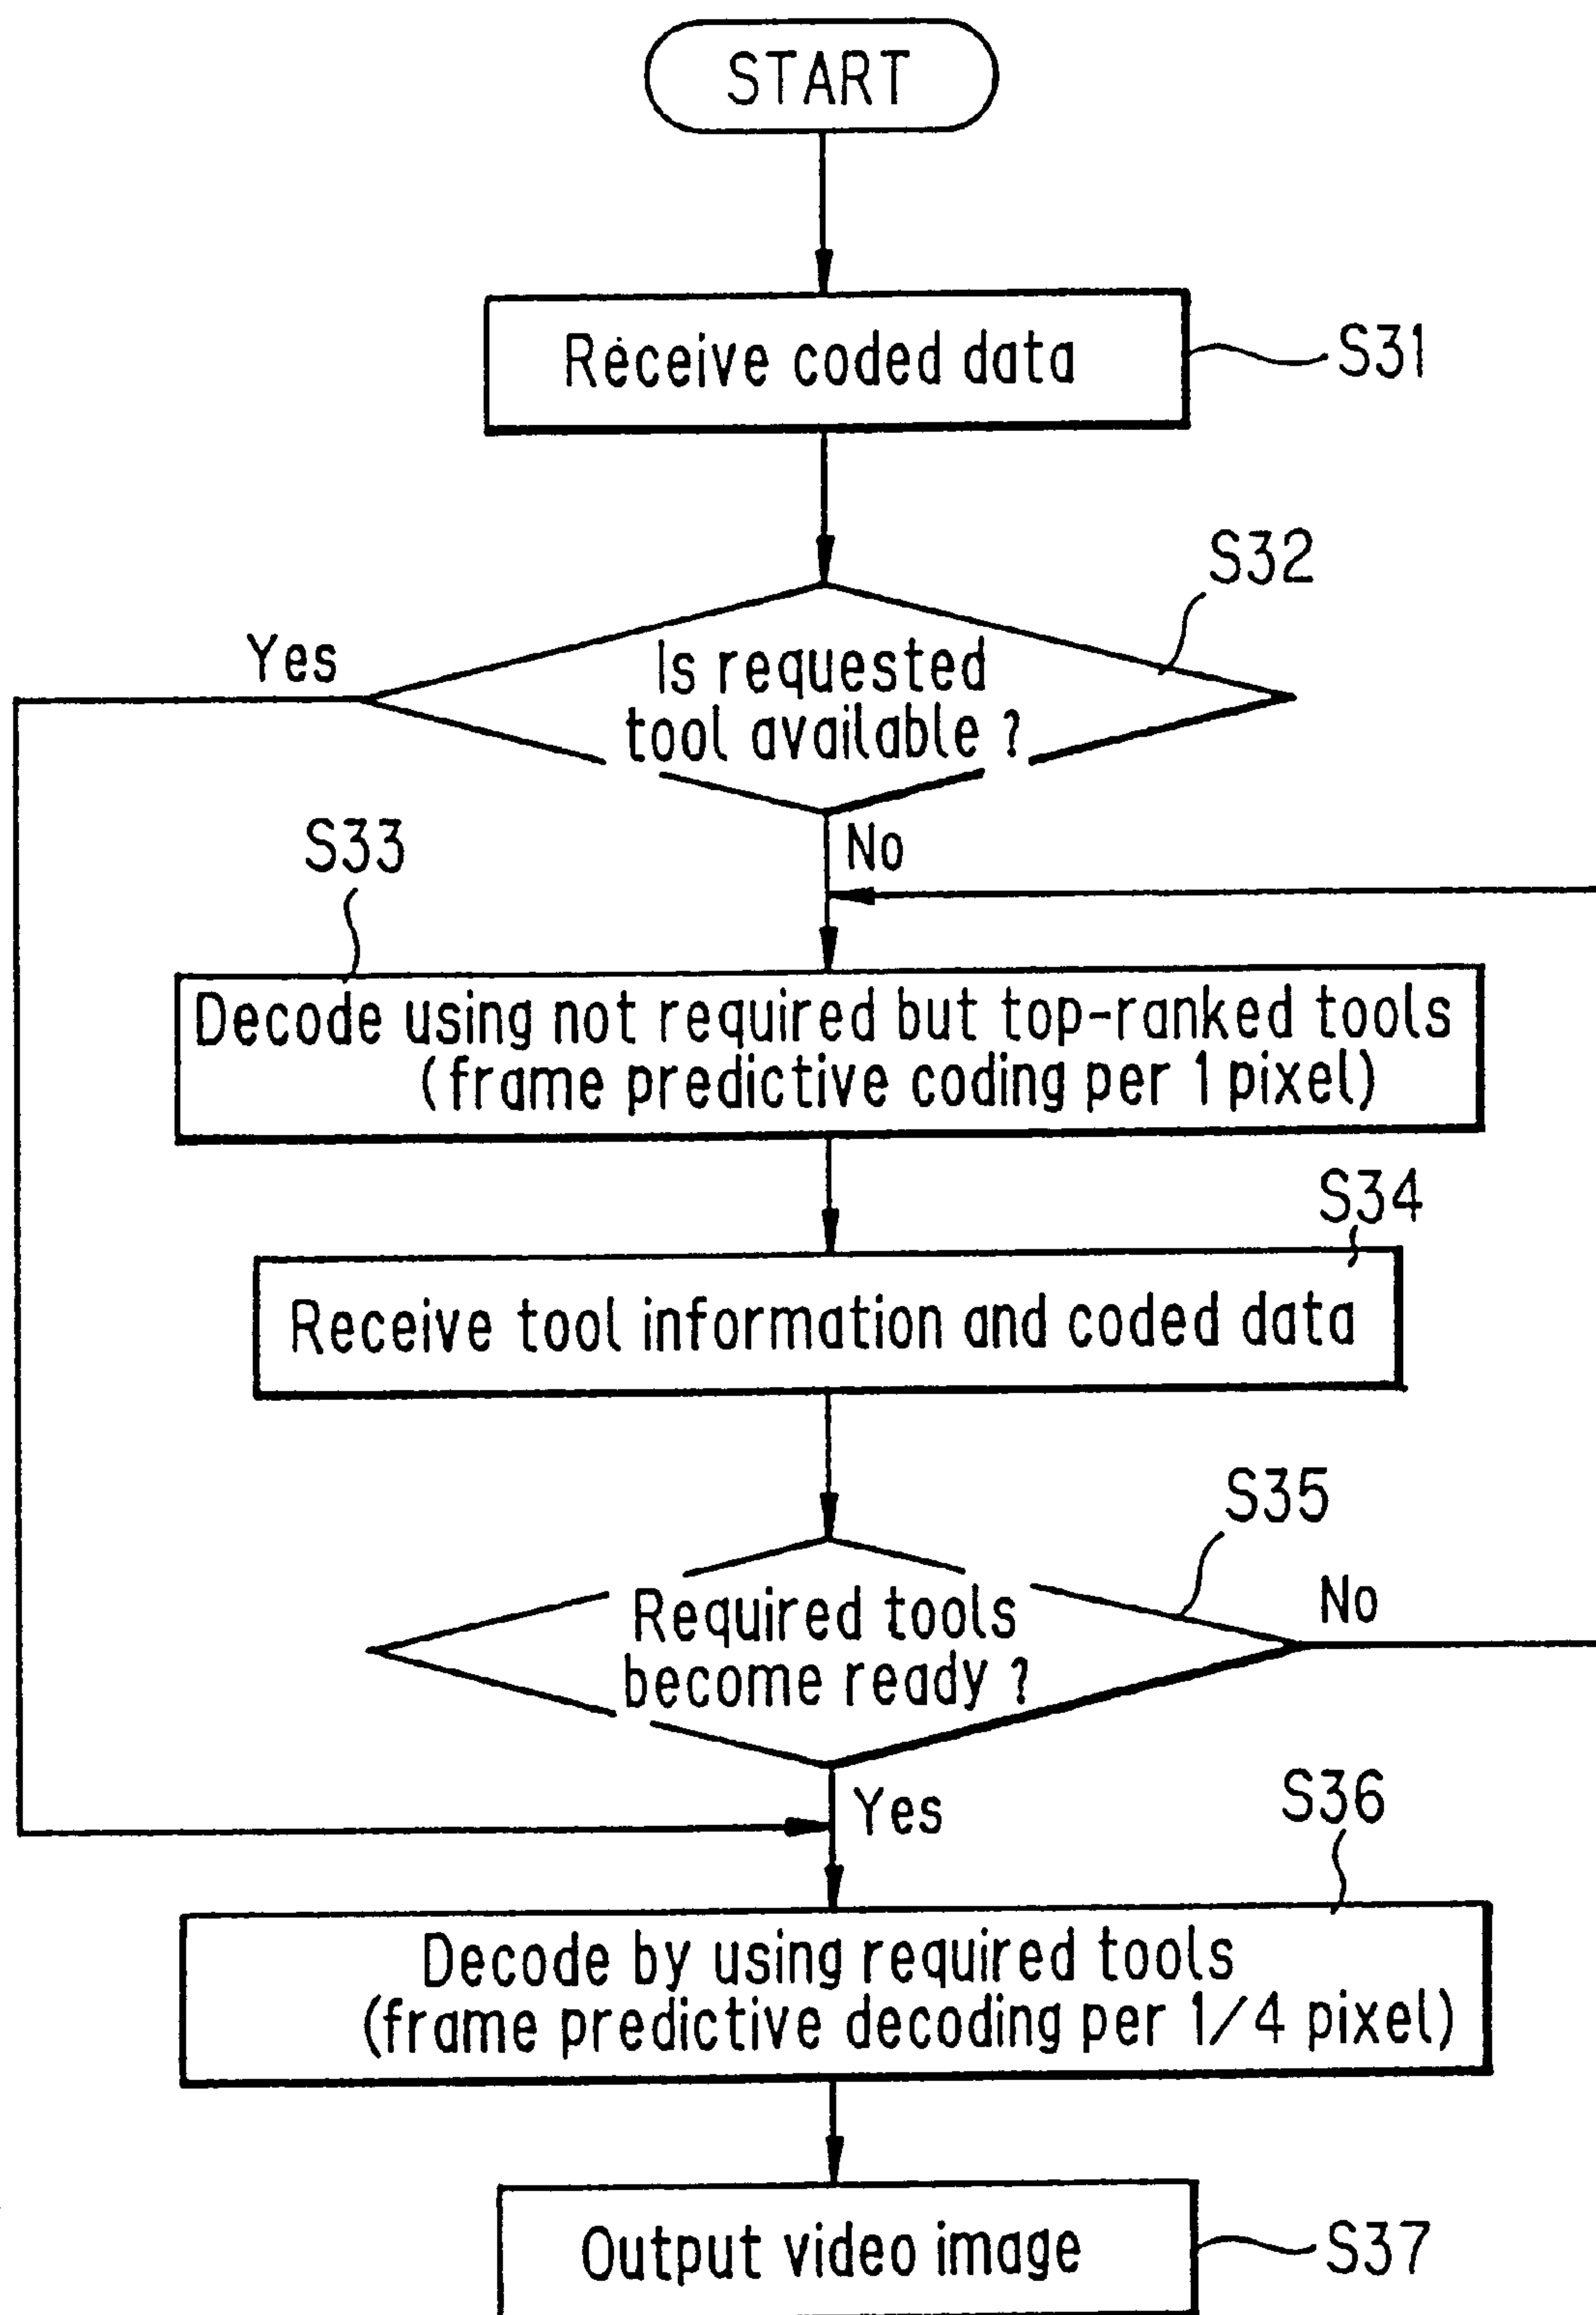 START
Receive coded data
S31
S32
Yes
Is requested
tool available ?
No
S33
Decode using not required but top-ranked tools
(frame predictive coding per 1 pixel)
S34
Receive tool information and coded data
S35
No
Required tools
become ready ?
Yes
S36
Decode by using required tools
(frame predictive decoding per 1/4 pixel)
Output video image
S37